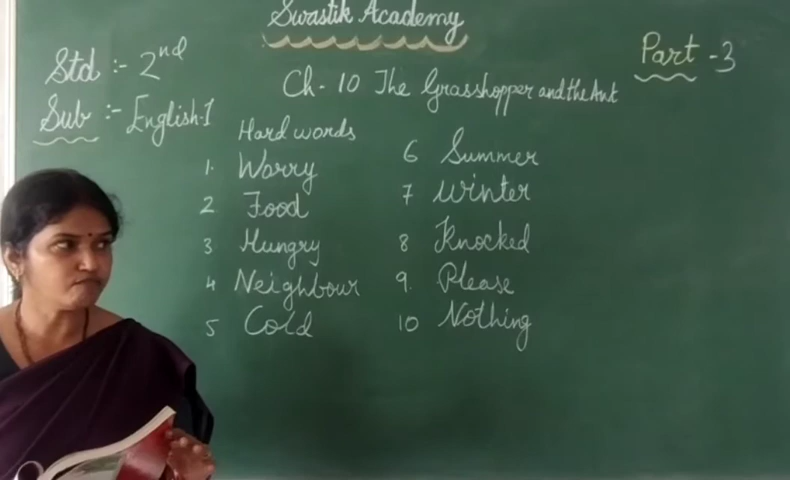 Swastik Academy
Std :- 2nd
Part -3
Ch- 10 The Grasshopper and the Ant
Sub :- English-1
Hard words
1. Worry
2. Food
3 Hungry
4 Neighbour
5 Cold
6 Summer
7 Winter
8 Knocked
9. Please
10 Nothing